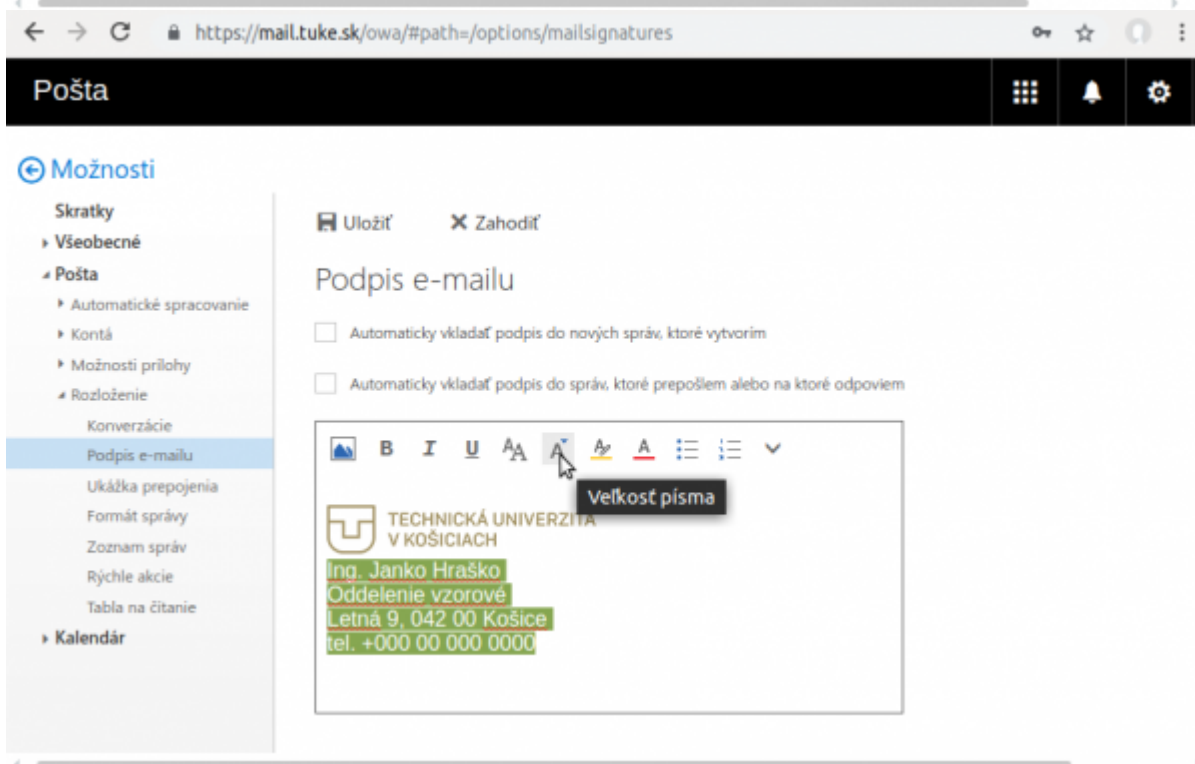 https://mail.tuke.sk/owa/#path=/options/mailsignatures
Pošta
Možnosti
Skratky
Všeobecné
Pošta
Automatické spracovanie
Kontá
Možnosti prílohy
Rozloženie
Konverzácie
Podpis e-mailu
Ukážka prepojenia
Formát správy
Zoznam správ
Rýchle akcie
Tabla na čítanie
Kalendár
Uložiť Zahodiť
Podpis e-mailu
Automaticky vkladať podpis do nových správ, ktoré vytvorím
Automaticky vkladať podpis do správ, ktoré prepošlem alebo na ktoré odpoviem
B I U AA A A A
Veľkosť písma
TECHNICKÁ UNIVERZITA
V KOŠICIACH
Ing. Janko Hraško
Oddelenie vzorové
Letná 9, 042 00 Košice
tel. +000 00 000 0000